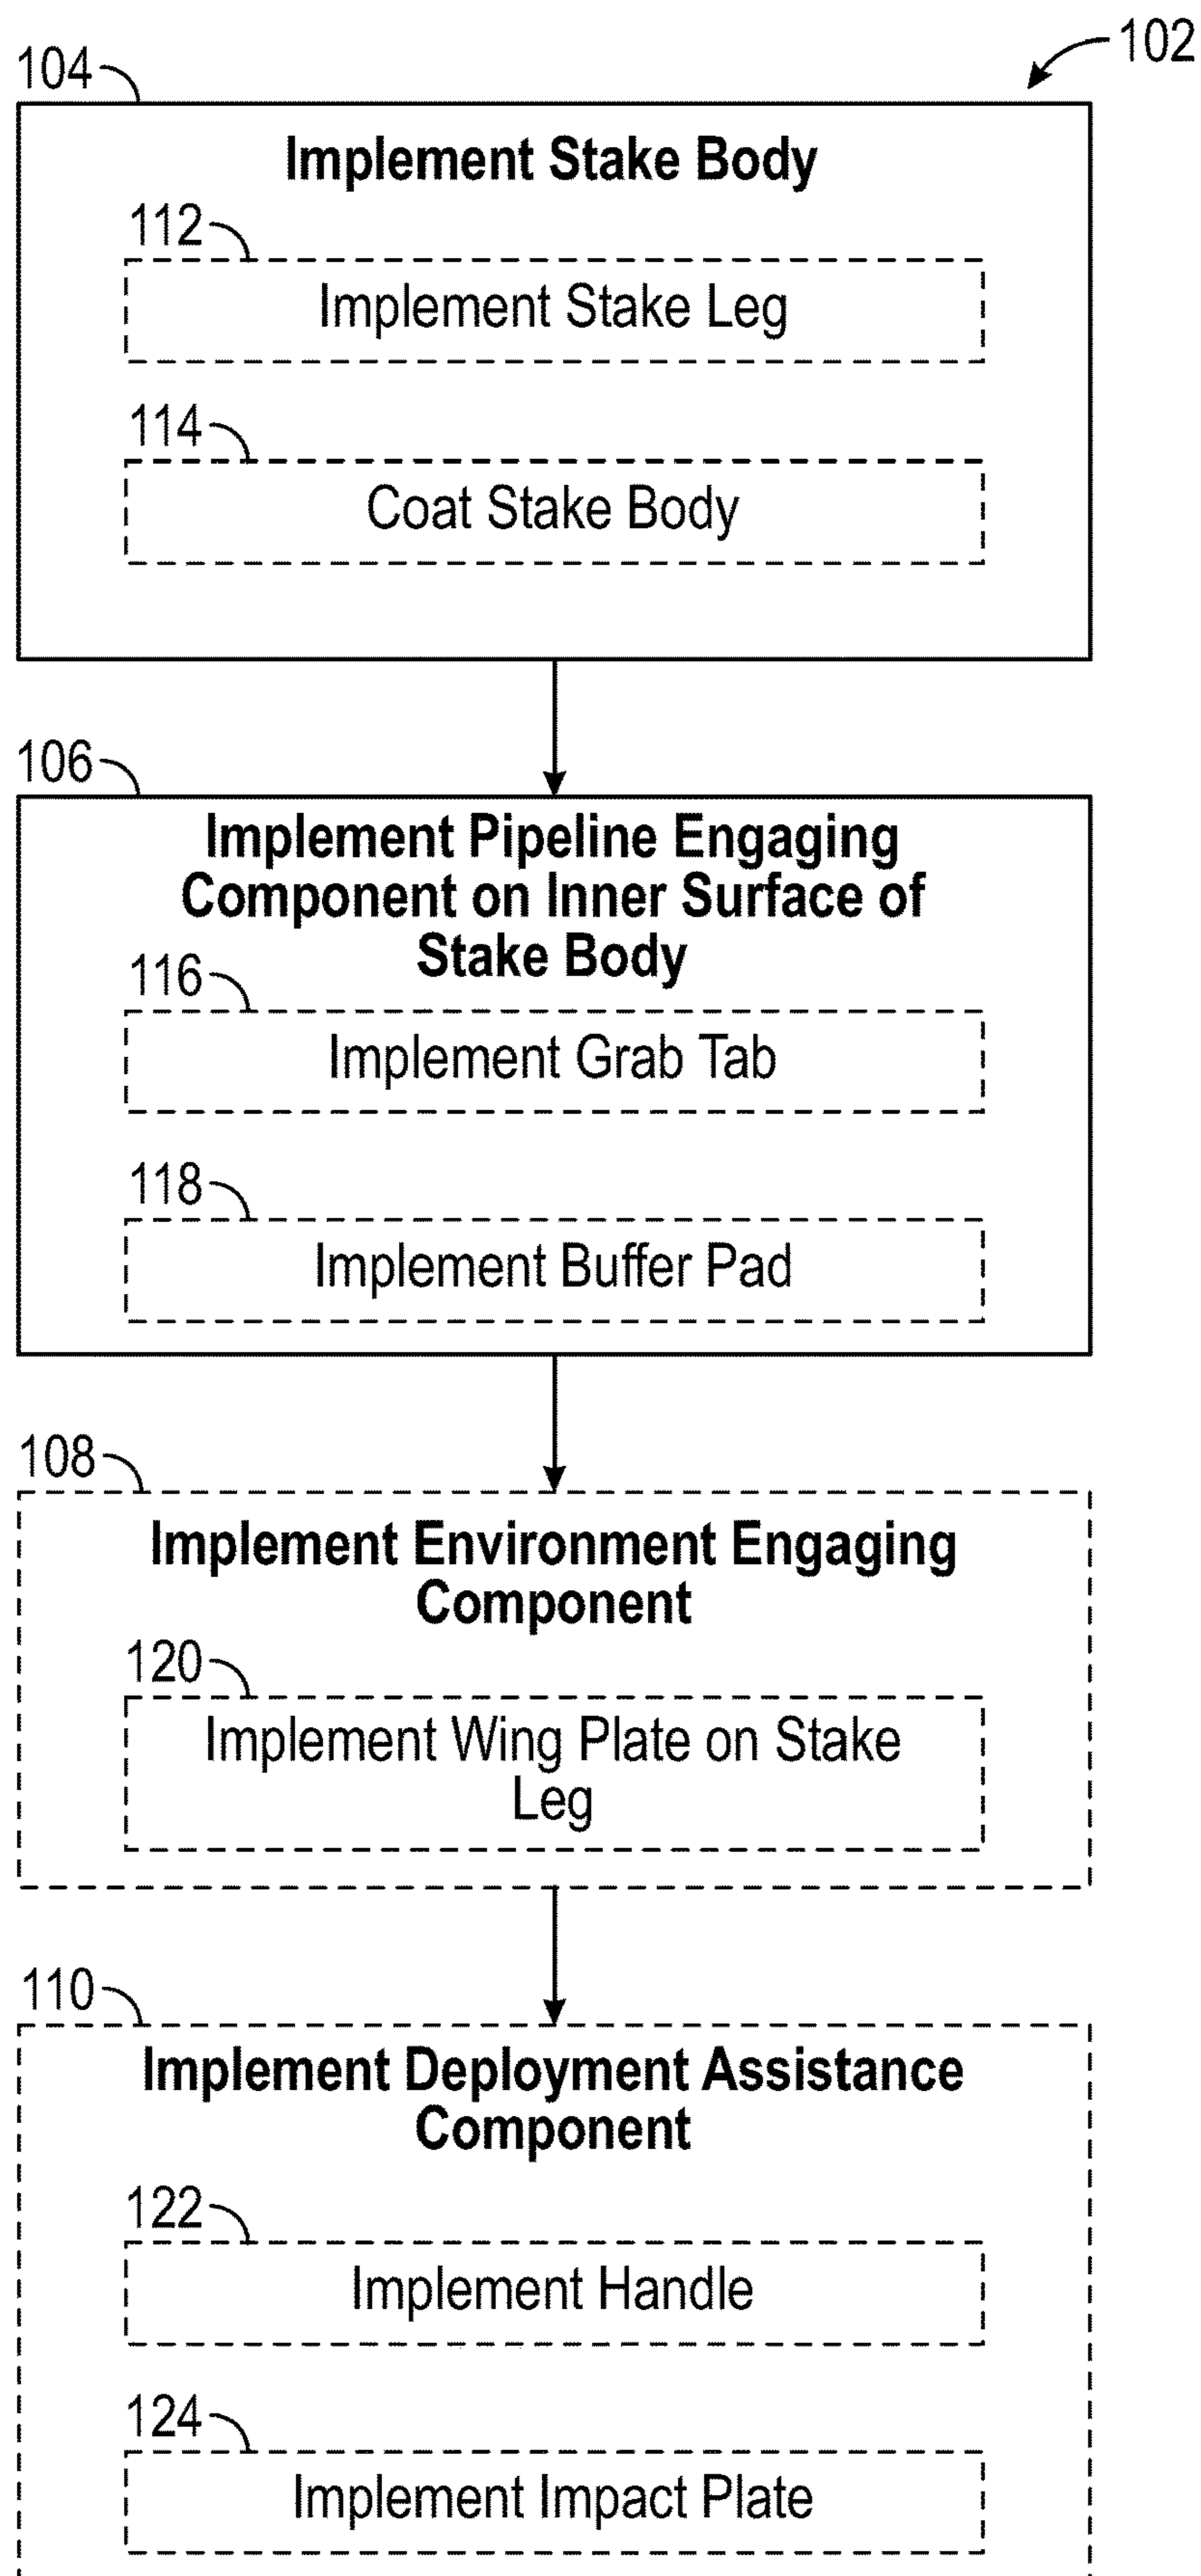 102
104
Implement Stake Body
112
Implement Stake Leg
114
Coat Stake Body
106
Implement Pipeline Engaging
Component on Inner Surface of
Stake Body
116
Implement Grab Tab
118
Implement Buffer Pad
108
Implement Environment Engaging
Component
120
Implement Wing Plate on Stake
Leg
110
Implement Deployment Assistance
Component
122
Implement Handle
124
Implement Impact Plate